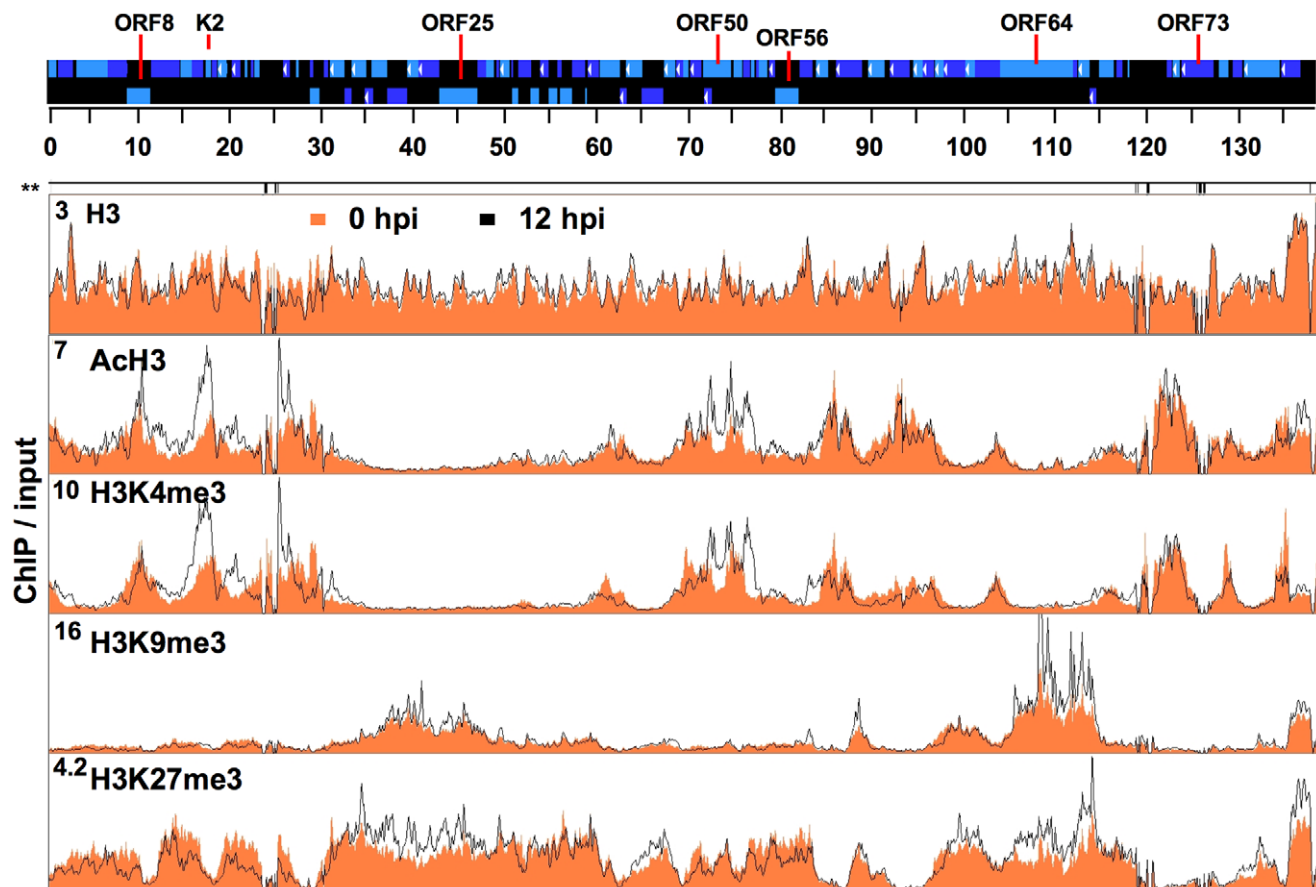 ORF8 K2 ORF25 ORF50 ORF56 ORF64 ORF73
0 10 20 30 40 50 60 70 80 90 100 110 120 130
**
3 H3 0 hpi 12 hpi
7 AcH3
10 H3K4me3
16 H3K9me3
4.2 H3K27me3
ChIP / input